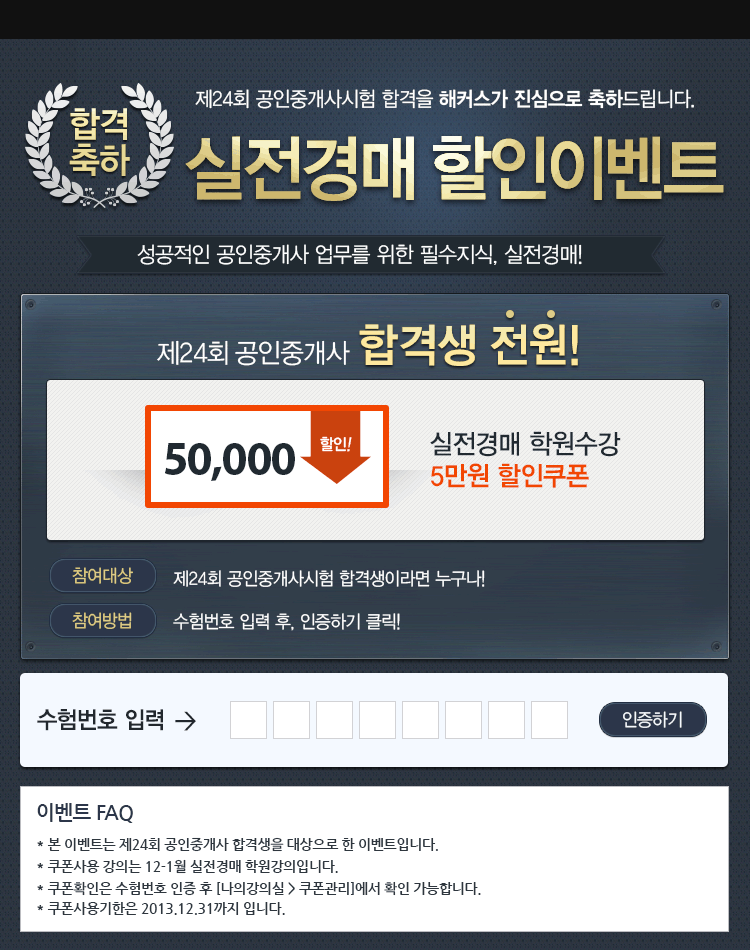 합격
축하
제24회 공인중개사시험 합격을 해커스가 진심으로 축하드립니다.
실전경매 할인이벤트
성공적인 공인중개사 업무를 위한 필수지식, 실전경매!
제24회 공인중개사 합격생 전원!
50,000
할인!
실전경매 학원수강
5만원 할인쿠폰
참여대상 제24회 공인중개사시험 합격생이라면 누구나!
참여방법 수험번호 입력 후, 인증하기 클릭!
수험번호 입력 → 인증하기
이벤트 FAQ
* 본 이벤트는 제24회 공인중개사 합격생을 대상으로 한 이벤트입니다.
* 쿠폰사용 강의는 12-1월 실전경매 학원강의입니다.
* 쿠폰확인은 수험번호 인증 후 [나의강의실 > 쿠폰관리]에서 확인 가능합니다.
* 쿠폰사용기한은 2013.12.31까지 입니다.